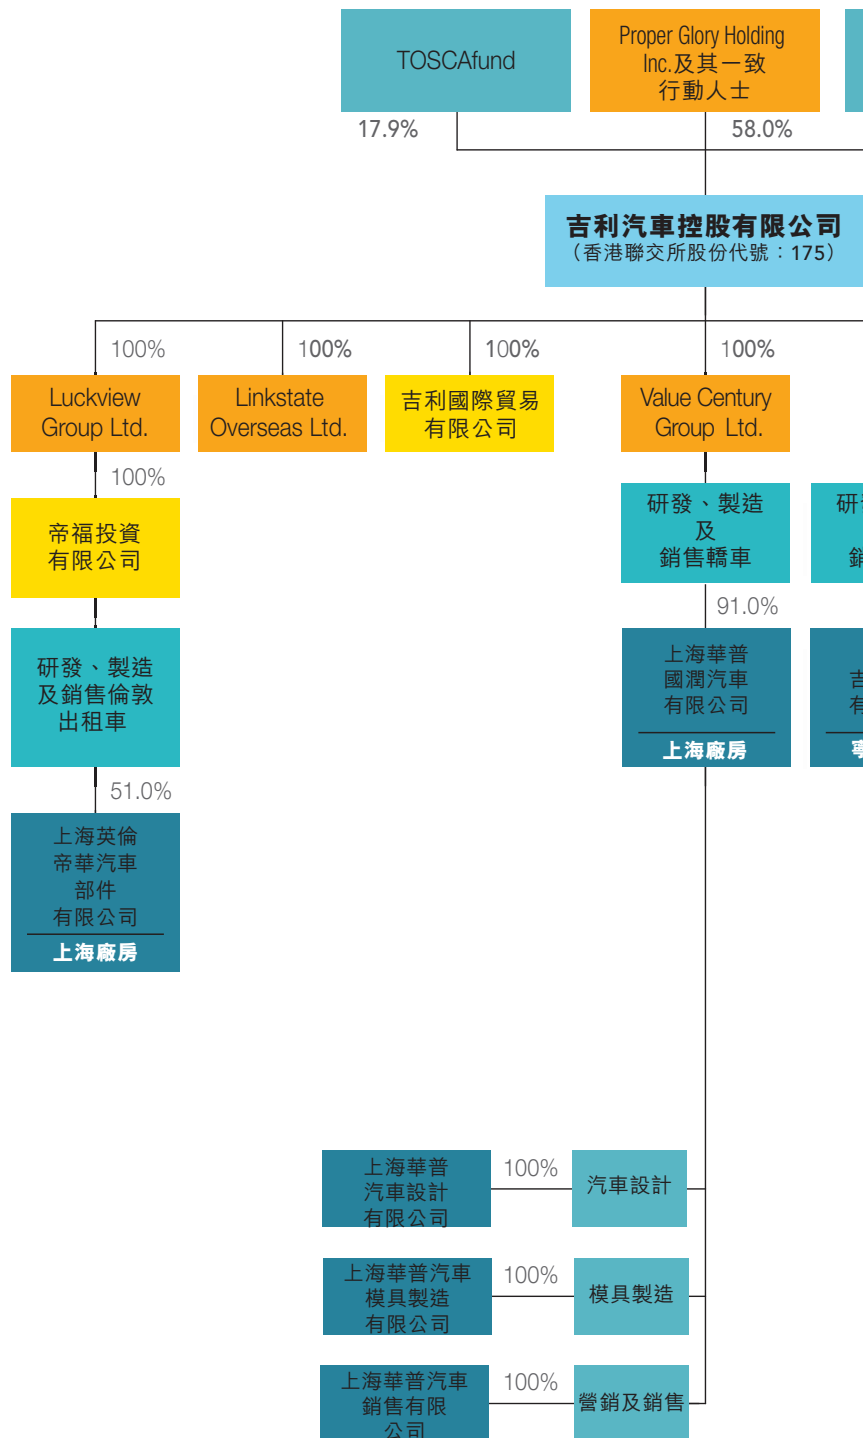 TOSCAfund
Proper Glory Holding
Inc.及其一致
行動人士
17.9%
58.0%
吉利汽車控股有限公司
（香港聯交所股份代號：175）
100%
100%
100%
100%
Luckview
Group Ltd.
Linkstate
Overseas Ltd.
吉利國際貿易
有限公司
Value Century
Group Ltd.
100%
帝福投資
有限公司
研發、製造
及
銷售轎車
研
銷
91.0%
研發、製造
及銷售倫敦
出租車
上海華普
國潤汽車
有限公司
上海廠房
吉
有
寧
51.0%
上海英倫
帝華汽車
部件
有限公司
上海廠房
上海華普
汽車設計
有限公司
100%
汽車設計
上海華普汽車
模具製造
有限公司
100%
模具製造
上海華普汽車
銷售有限
公司
100%
營銷及銷售